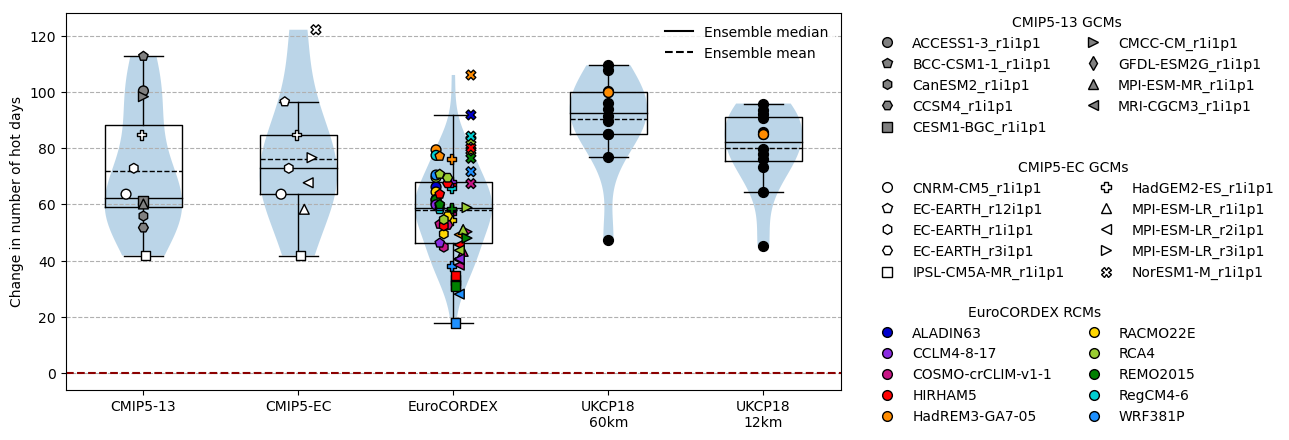 Change in number of hot days
120
100
80
60
40
20
0
CMIP5-13
CMIP5-EC
EuroCORDEX
UKCP18
60km
UKCP18
12km
Ensemble median
Ensemble mean
CMIP5-13 GCMs
ACCESS1-3_r1i1p1
BCC-CSM1-1_r1i1p1
CanESM2_r1i1p1
CCSM4_r1i1p1
CESM1-BGC_r1i1p1
CMCC-CM_r1i1p1
GFDL-ESM2G_r1i1p1
MPI-ESM-MR_r1i1p1
MRI-CGCM3_r1i1p1
CMIP5-EC GCMs
CNRM-CM5_r1i1p1
EC-EARTH_r12i1p1
EC-EARTH_r1i1p1
EC-EARTH_r3i1p1
IPSL-CM5A-MR_r1i1p1
HadGEM2-ES_r1i1p1
MPI-ESM-LR_r1i1p1
MPI-ESM-LR_r2i1p1
MPI-ESM-LR_r3i1p1
NorESM1-M_r1i1p1
EuroCORDEX RCMs
ALADIN63
CCLM4-8-17
COSMO-crCLIM-v1-1
HIRHAM5
HadREM3-GA7-05
RACMO22E
RCA4
REMO2015
RegCM4-6
WRF381P